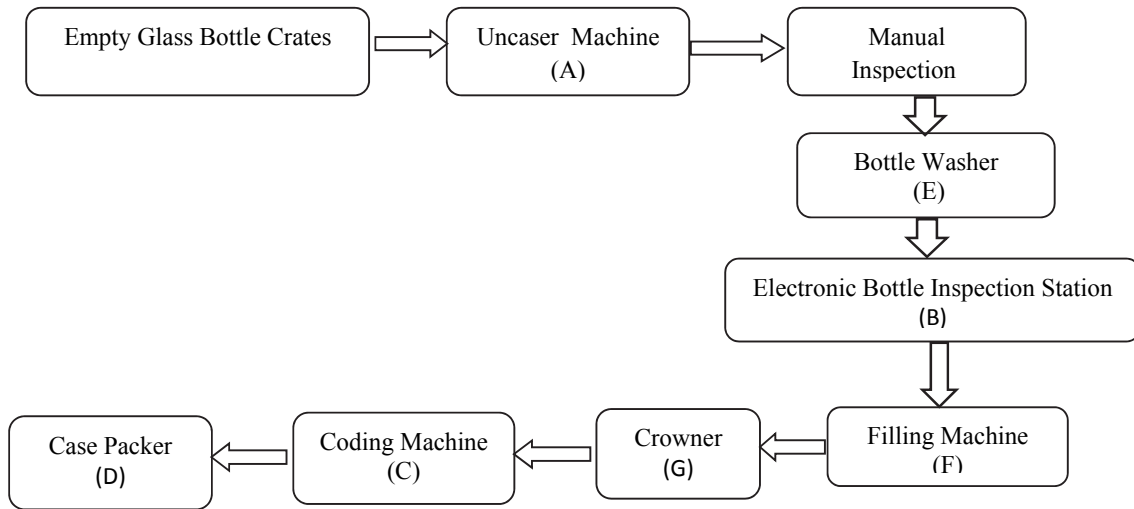 Empty Glass Bottle Crates
Uncaser Machine
(A)
Manual
Inspection
Bottle Washer
(E)
Electronic Bottle Inspection Station
(B)
Filling Machine
(F)
Crowner
(G)
Coding Machine
(C)
Case Packer
(D)